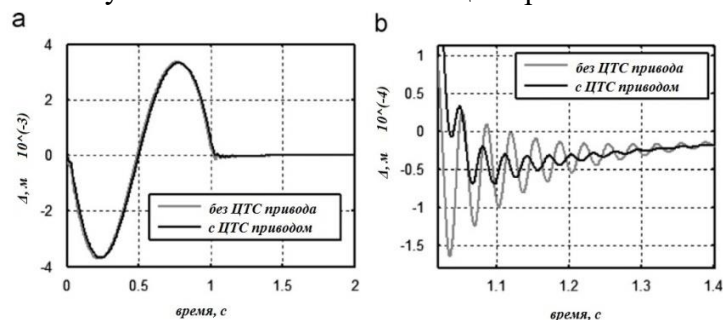 a
4
2
0
-2
-4
Δ, м 10^(-3)
без ЦТС привода
с ЦТС приводом
0
0.5
1
1.5
2
время, с
b
1
0.5
0
-0.5
-1
-1.5
Δ, м 10^(-4)
без ЦТС привода
с ЦТС приводом
1.1
1.1
1.3
1.4
время, с